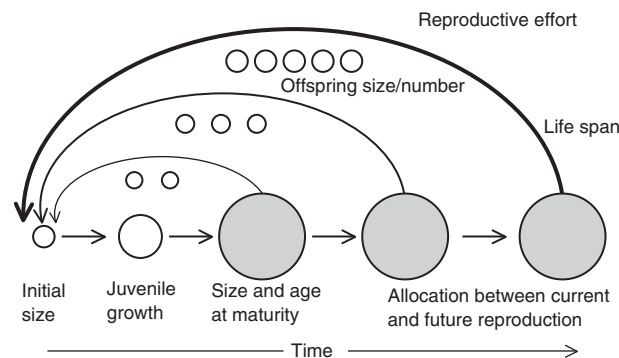 Reproductive effort
Offspring size/number
Life span
Initial
size
Juvenile
growth
Size and age
at maturity
Allocation between current
and future reproduction
Time